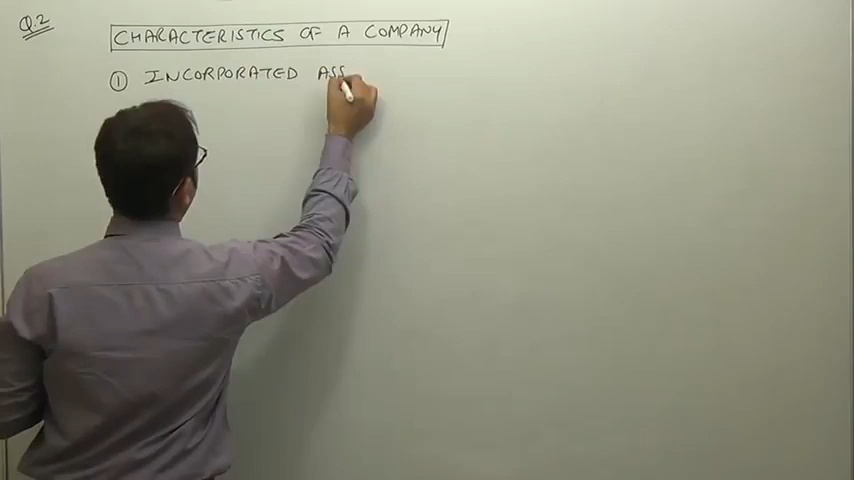 Q.2
CHARACTERISTICS OF A COMPANY
① INCORPORATED ASS